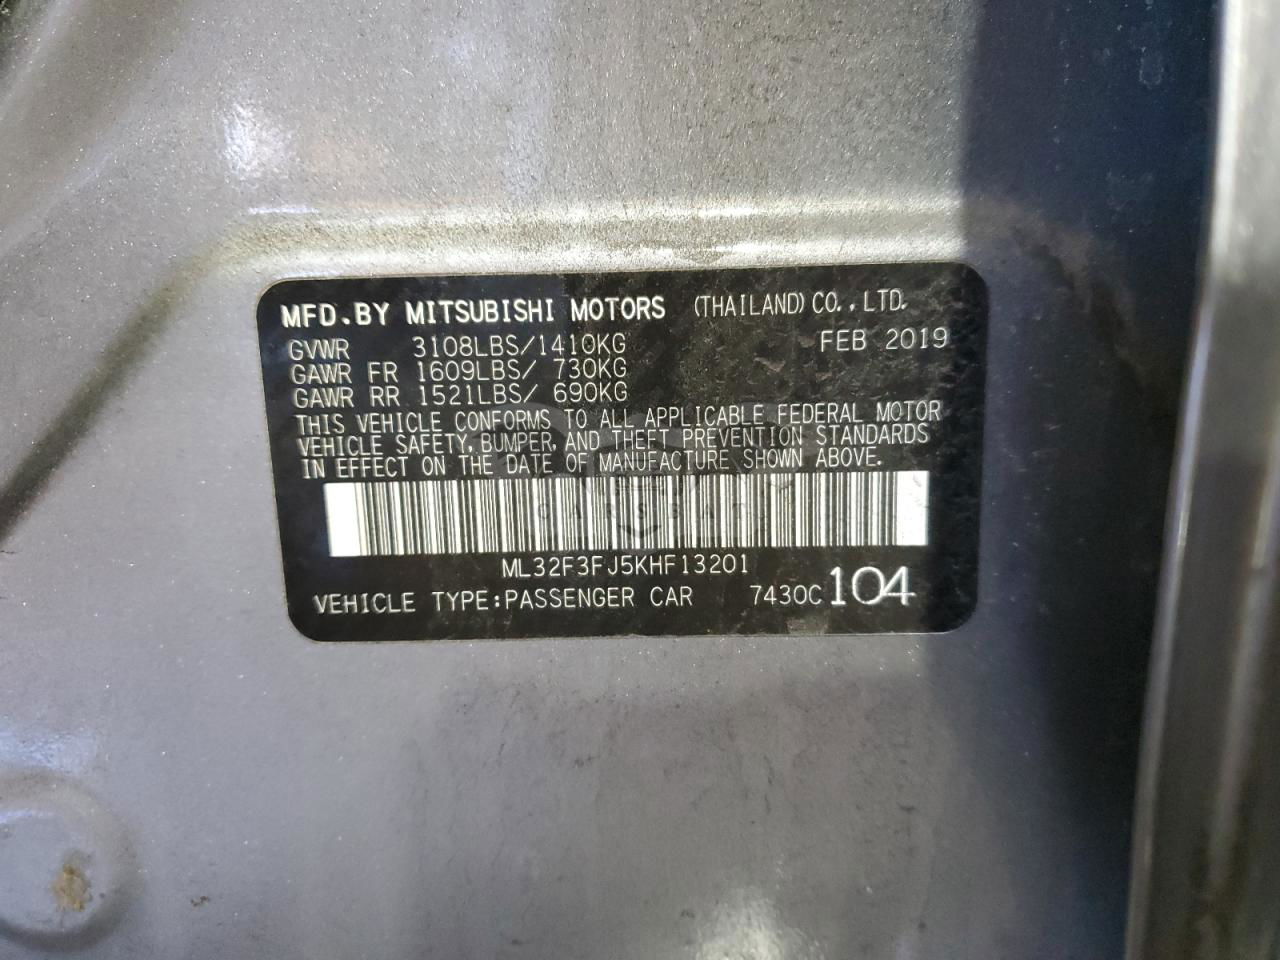 MFD.BY MITSUBISHI MOTORS (THAILAND) CO., LTD.
GVWR 3108LBS/1410KG FEB 2019
GAWR FR 1609LBS/ 730KG
GAWR RR 1521LBS/ 690KG
THIS VEHICLE CONFORMS TO ALL APPLICABLE FEDERAL MOTOR
VEHICLE SAFETY, BUMPER, AND THEFT PREVENTION STANDARDS
IN EFFECT ON THE DATE OF MANUFACTURE SHOWN ABOVE.
ML32F3FJ5KHF13201
VEHICLE TYPE:PASSENGER CAR 7430C 104